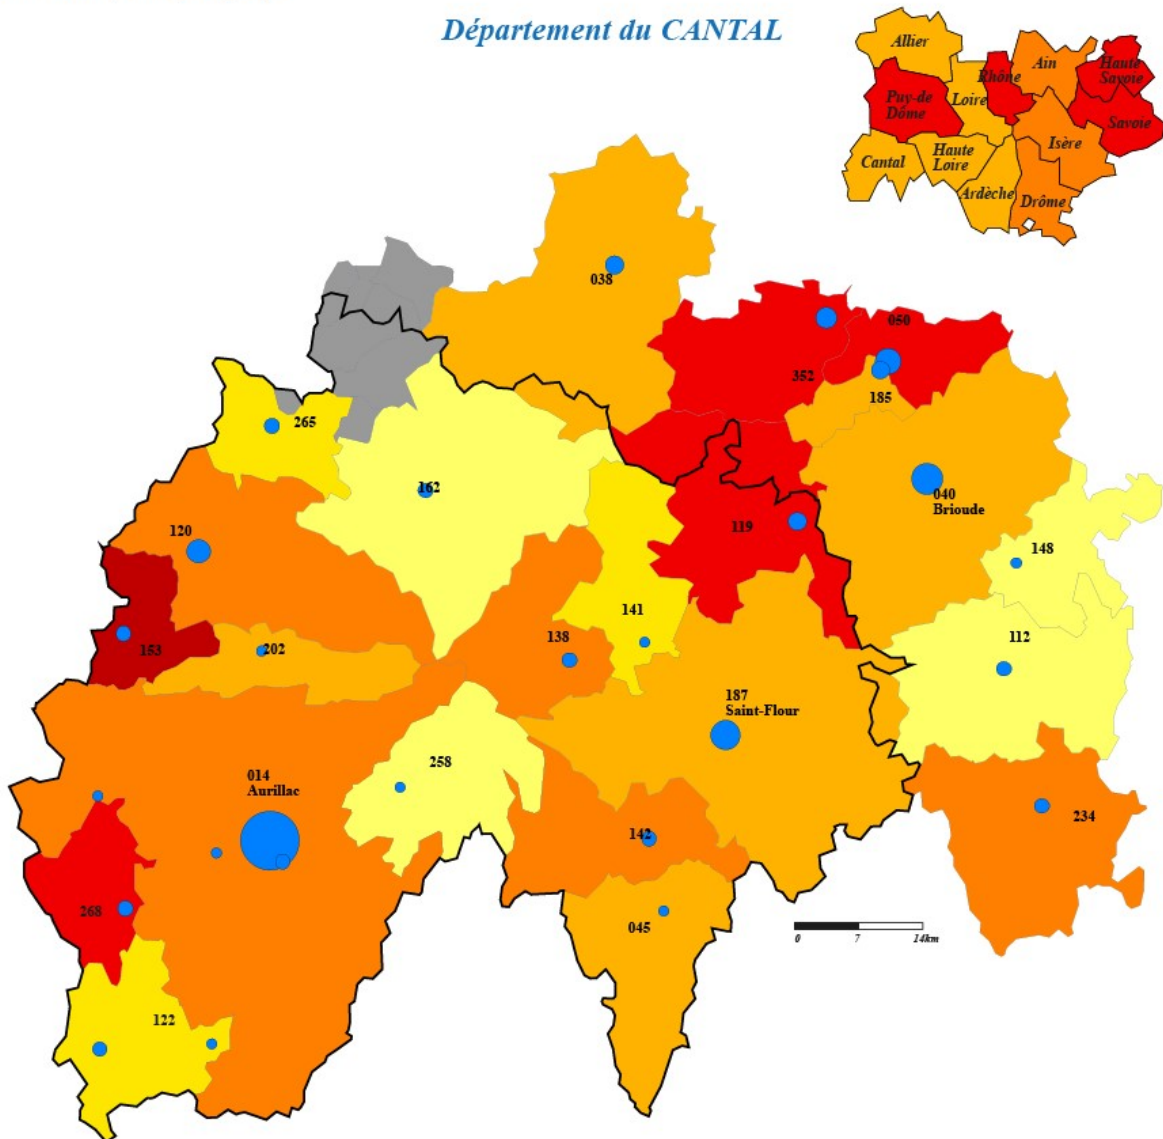 Département du CANTAL
Allier
Puy-de
Dôme
Loire
Rhône
Ain
Haute
Savoie
Savoie
Isère
Cantal
Haute
Loire
Ardèche
Drôme
038
050
352
185
265
162
040
Brioude
120
119
148
141
112
153
202
138
187
Saint-Flour
258
014
Aurillac
142
234
268
045
0 7 14km
122